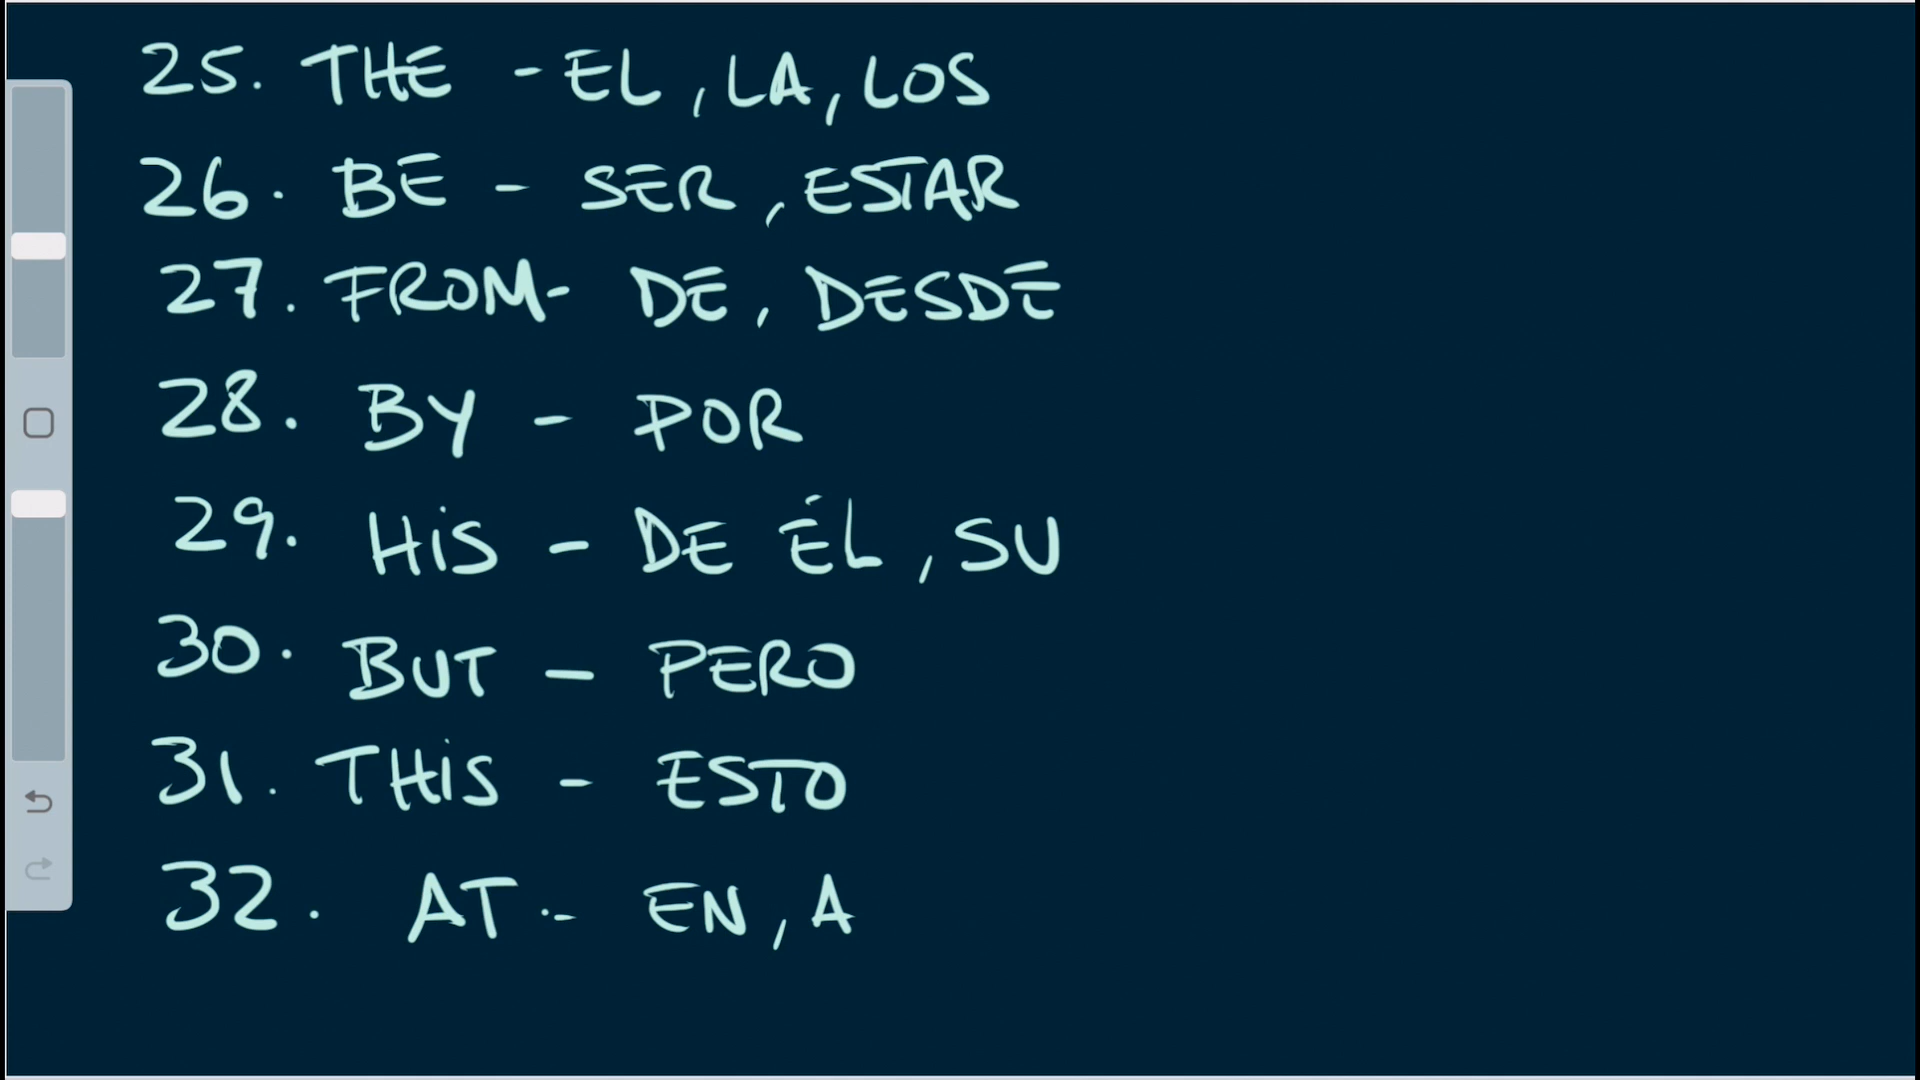 25. THE - EL, LA, LOS
26. BE - SER, ESTAR
27. FROM - DE, DESDE
28. BY - POR
29. HiS - DE ÉL, SU
30. BUT - PERO
31. THiS - ESTO
32. AT - EN, A